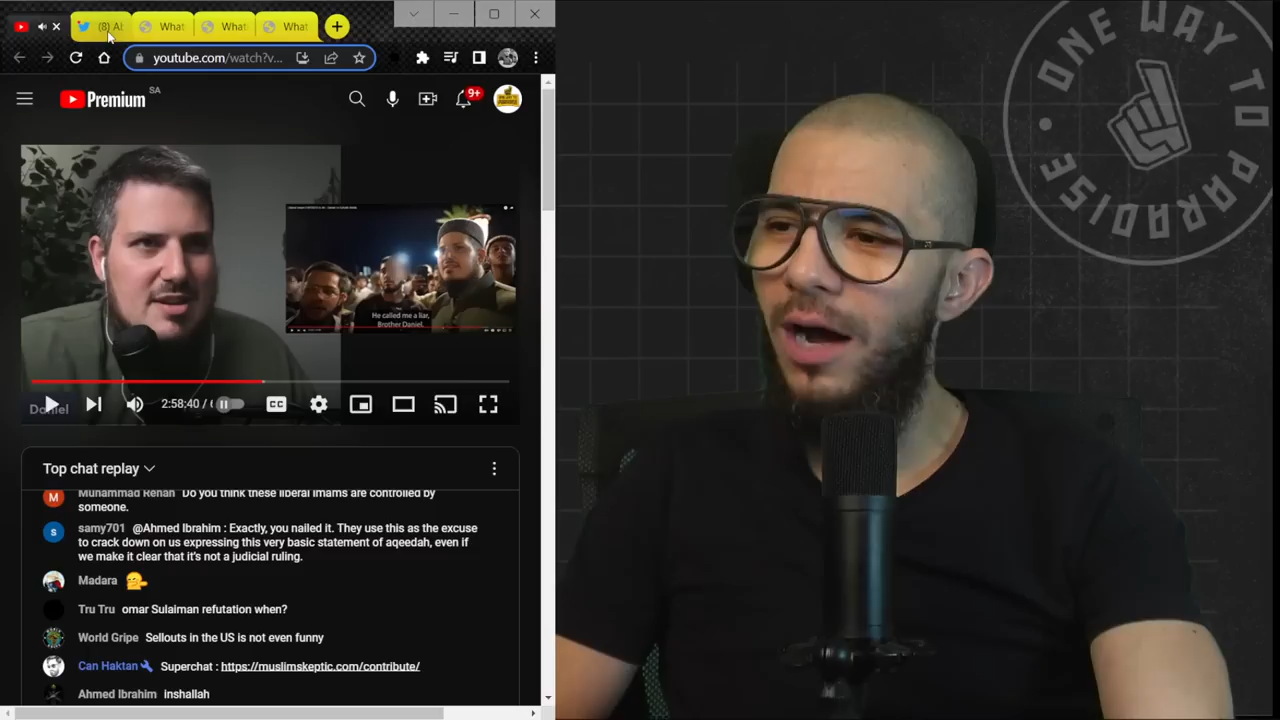 (8) Al
What
What
What
youtube.com/watch?v...
Premium
SA
9+
He called me a liar,
Brother Daniel.
Daniel
2:58:40 /
CC
Top chat replay
M
Muhammad Rehan Do you think these liberal imams are controlled by
someone.
s
samy701 @Ahmed Ibrahim : Exactly, you nailed it. They use this as the excuse
to crack down on us expressing this very basic statement of aqeedah, even if
we make it clear that it's not a judicial ruling.
Madara
Tru Tru omar Sulaiman refutation when?
World Gripe Sellouts in the US is not even funny
Can Haktan Superchat : https://muslimskeptic.com/contribute/
Ahmed Ibrahim inshallah
ONE WAY TO
PARADISE